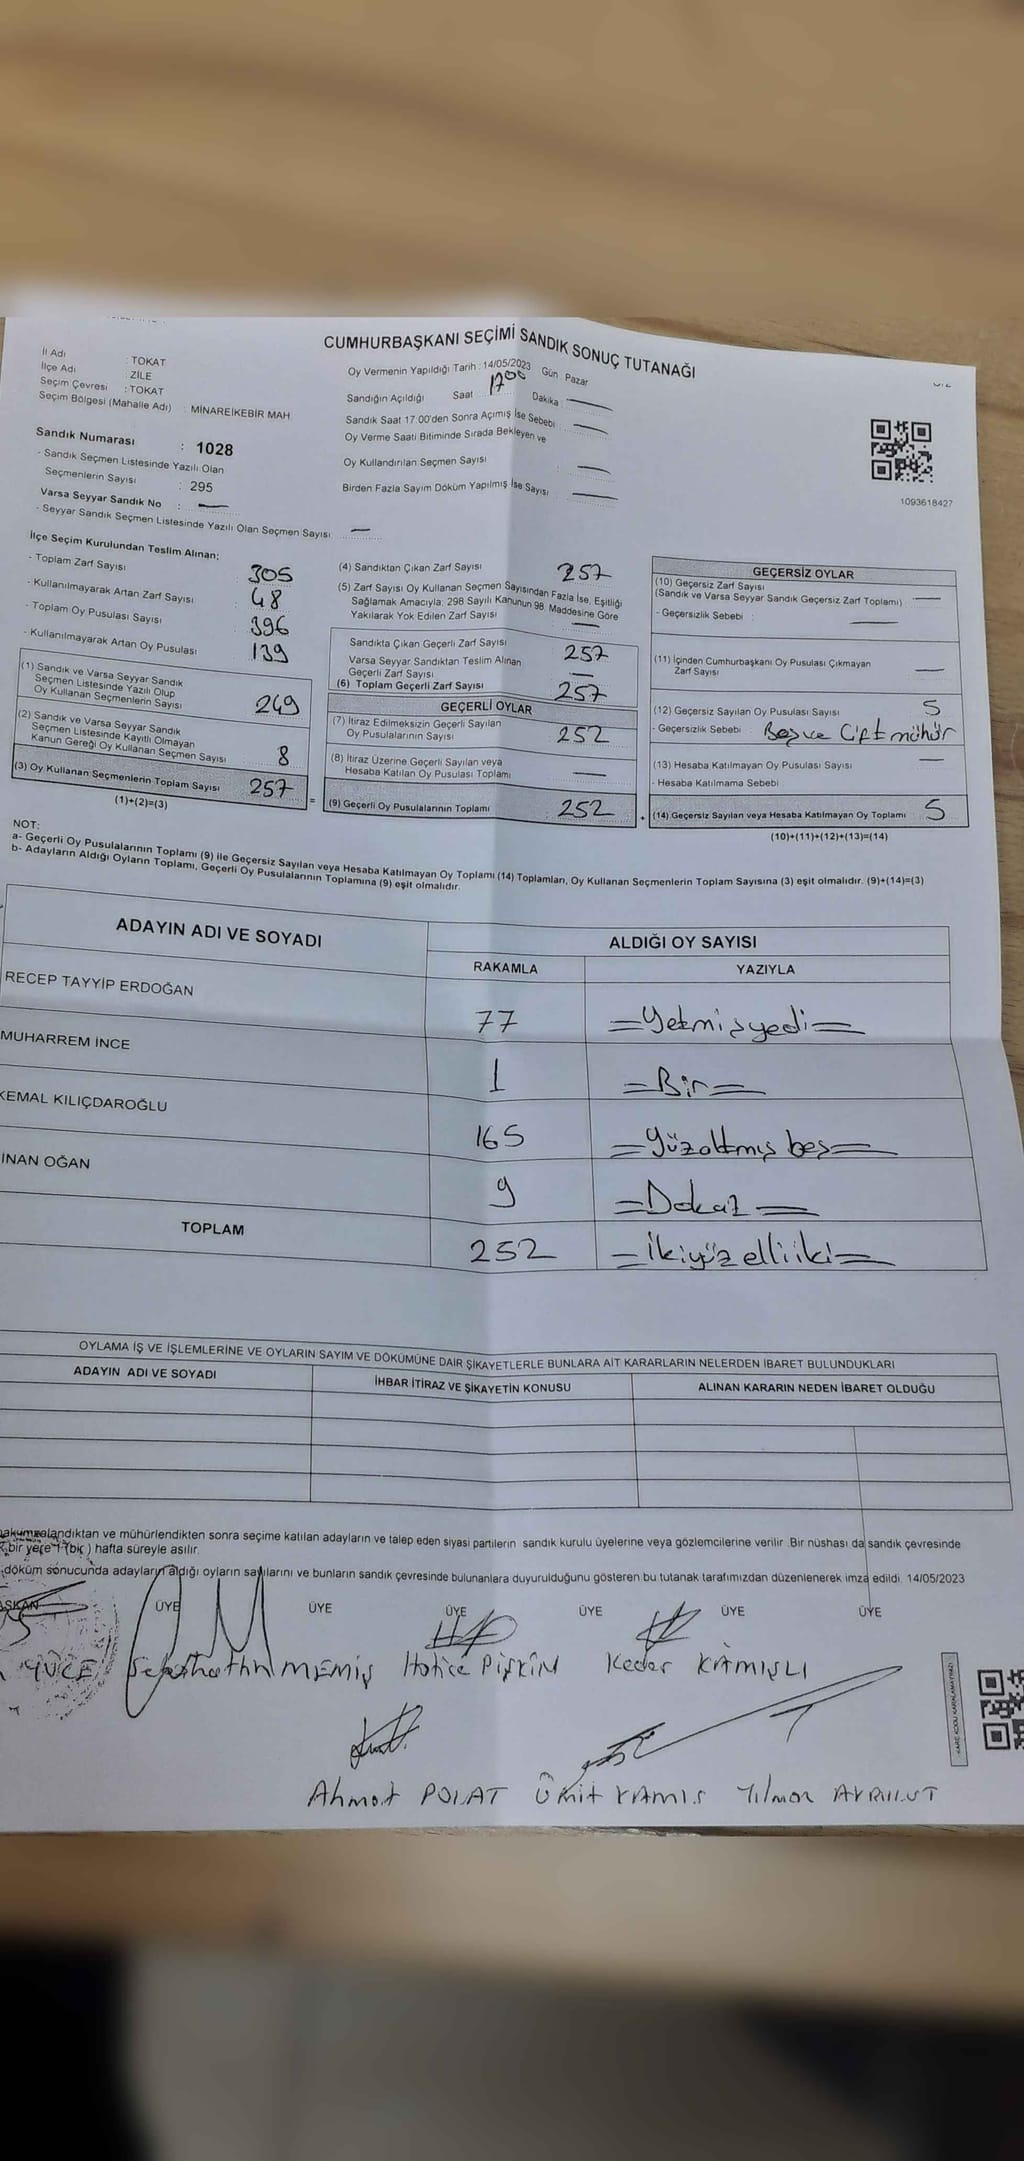 CUMHURBAŞKANI SEÇİMİ SANDIK SONUÇ TUTANAĞI
İl Adı : TOKAT
İlçe Adı : ZİLE
Seçim Çevresi : TOKAT
Seçim Bölgesi (Mahalle Adı) : MİNAREİKEBİR MAH
Sandık Numarası : 1028
- Sandık Seçmen Listesinde Yazılı Olan
Seçmenlerin Sayısı : 295
Varsa Seyyar Sandık No :
- Seyyar Sandık Seçmen Listesinde Yazılı Olan Seçmen Sayısı :
Oy Vermenin Yapıldığı Tarih : 14/05/2023 Gün Pazar
Sandığın Açıldığı Saat 17 00 Dakika :
Sandık Saat 17.00'den Sonra Açımış İse Sebebi :
Oy Verme Saati Bitiminde Sırada Bekleyen ve
Oy Kullandırılan Seçmen Sayısı :
Birden Fazla Sayım Döküm Yapılmış İse Sayısı :
1093618427
İlçe Seçim Kurulundan Teslim Alınan:
- Toplam Zarf Sayısı : 305
- Kullanılmayarak Artan Zarf Sayısı : 48
- Toplam Oy Pusulası Sayısı : 396
- Kullanılmayarak Artan Oy Pusulası : 139
(1) Sandık ve Varsa Seyyar Sandık
Seçmen Listesinde Yazılı Olup
Oy Kullanan Seçmenlerin Sayısı : 249
(2) Sandık ve Varsa Seyyar Sandık
Seçmen Listesinde Kayıtlı Olmayan
Kanun Gereği Oy Kullanan Seçmen Sayısı : 8
(3) Oy Kullanan Seçmenlerin Toplam Sayısı : 257
(1)+(2)=(3)
(4) Sandıktan Çıkan Zarf Sayısı 257
(5) Zarf Sayısı Oy Kullanan Seçmen Sayısından Fazla İse, Eşitliği
Sağlamak Amacıyla; 298 Sayılı Kanunun 98. Maddesine Göre
Yakılarak Yok Edilen Zarf Sayısı :
Sandıkta Çıkan Geçerli Zarf Sayısı : 257
Varsa Seyyar Sandıktan Teslim Alınan
Geçerli Zarf Sayısı :
(6) Toplam Geçerli Zarf Sayısı : 257
GEÇERLİ OYLAR
(7) İtiraz Edilmeksizin Geçerli Sayılan
Oy Pusulalarının Sayısı : 252
(8) İtiraz Üzerine Geçerli Sayılan veya
Hesaba Katılan Oy Pusulası Toplamı :
(9) Geçerli Oy Pusulalarının Toplamı : 252
=
+
GEÇERSİZ OYLAR
(10) Geçersiz Zarf Sayısı
(Sandık ve Varsa Seyyar Sandık Geçersiz Zarf Toplamı) :
- Geçersizlik Sebebi :
(11) İçinden Cumhurbaşkanı Oy Pusulası Çıkmayan
Zarf Sayısı :
(12) Geçersiz Sayılan Oy Pusulası Sayısı : 5
- Geçersizlik Sebebi : Boş ve Çift mühür
(13) Hesaba Katılmayan Oy Pusulası Sayısı :
- Hesaba Katılmama Sebebi :
(14) Geçersiz Sayılan veya Hesaba Katılmayan Oy Toplamı : 5
(10)+(11)+(12)+(13)=(14)
NOT:
a- Geçerli Oy Pusulalarının Toplamı (9) ile Geçersiz Sayılan veya Hesaba Katılmayan Oy Toplamı (14) Toplamları, Oy Kullanan Seçmenlerin Toplam Sayısına (3) eşit olmalıdır. (9)+(14)=(3)
b- Adayların Aldığı Oyların Toplamı, Geçerli Oy Pusulalarının Toplamına (9) eşit olmalıdır.
ADAYIN ADI VE SOYADI ALDIĞI OY SAYISI
RAKAMLA YAZIYLA
RECEP TAYYİP ERDOĞAN 77 =Yetmişyedi=
MUHARREM İNCE 1 =Bir=
KEMAL KILIÇDAROĞLU 165 =Yüzaltmış beş=
İNAN OĞAN 9 =Dokuz=
TOPLAM 252 =İkiyüz elliiki=
OYLAMA İŞ VE İŞLEMLERİNE VE OYLARIN SAYIM VE DÖKÜMÜNE DAİR ŞİKAYETLERLE BUNLARA AİT KARARLARIN NELERDEN İBARET BULUNDUKLARI
ADAYIN ADI VE SOYADI İHBAR İTİRAZ VE ŞİKAYETİN KONUSU ALINAN KARARIN NEDEN İBARET OLDUĞU
ve mühürlendikten sonra seçime katılan adayların ve talep eden siyasi partilerin sandık kurulu üyelerine veya gözlemcilerine verilir. Bir nüshası da sandık çevresinde
bir yere 1 (bir) hafta süreyle asılır.
döküm sonucunda adayların aldığı oyların sayılarını ve bunların sandık çevresinde bulunanlara duyurulduğunu gösteren bu tutanak tarafımızdan düzenlenerek imza edildi. 14/05/2023
AŞKAN ÜYE ÜYE ÜYE ÜYE ÜYE ÜYE
YÜCE MEMİŞ Hatice PİŞKİN Keder KAMIŞLI
Ahmet POLAT Ümit KAMIŞ Yılmaz
KARE KODU KARALAMAYINIZ!